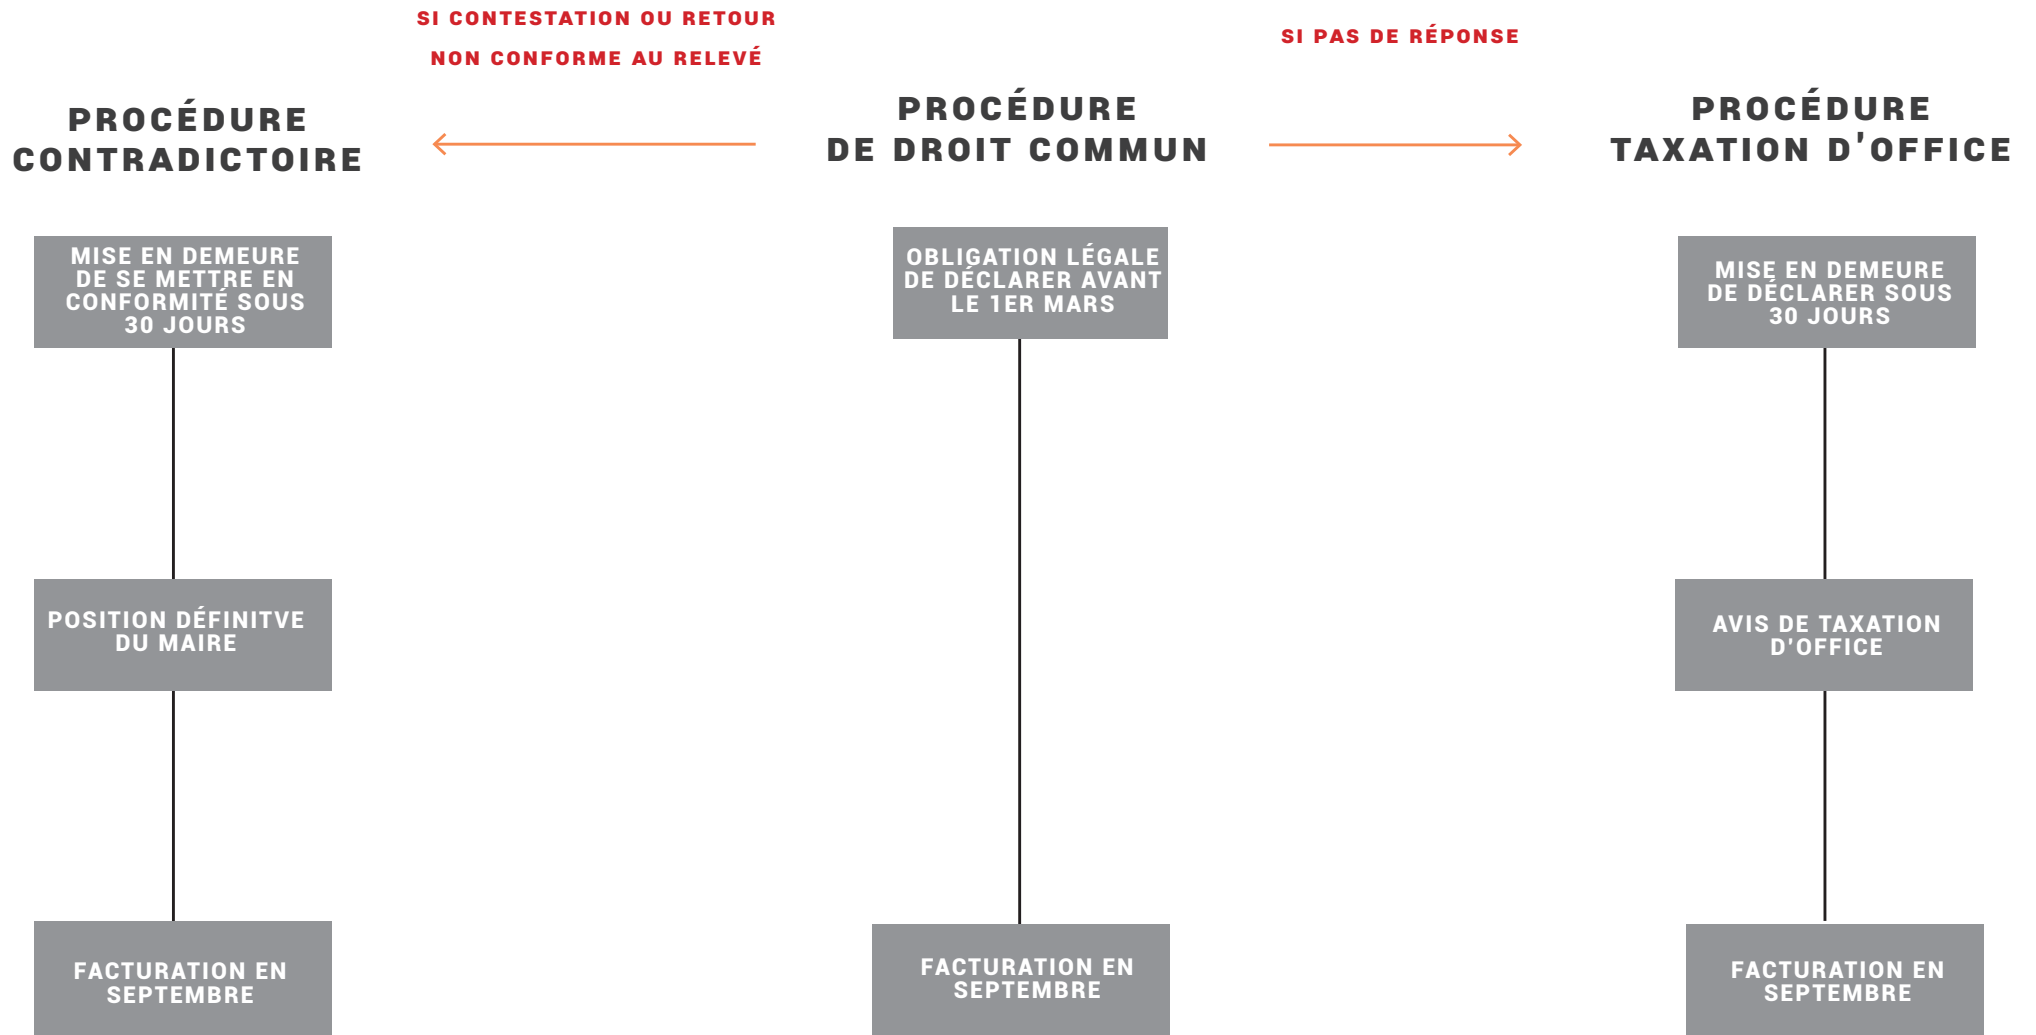 SI CONTESTATION OU RETOUR
NON CONFORME AU RELEVÉ
SI PAS DE RÉPONSE
PROCÉDURE
CONTRADICTOIRE
PROCÉDURE
DE DROIT COMMUN
PROCÉDURE
TAXATION D'OFFICE
MISE EN DEMEURE
DE SE METTRE EN
CONFORMITÉ SOUS
30 JOURS
OBLIGATION LÉGALE
DE DÉCLARER AVANT
LE 1ER MARS
MISE EN DEMEURE
DE DÉCLARER SOUS
30 JOURS
POSITION DÉFINITVE
DU MAIRE
AVIS DE TAXATION
D'OFFICE
FACTURATION EN
SEPTEMBRE
FACTURATION EN
SEPTEMBRE
FACTURATION EN
SEPTEMBRE